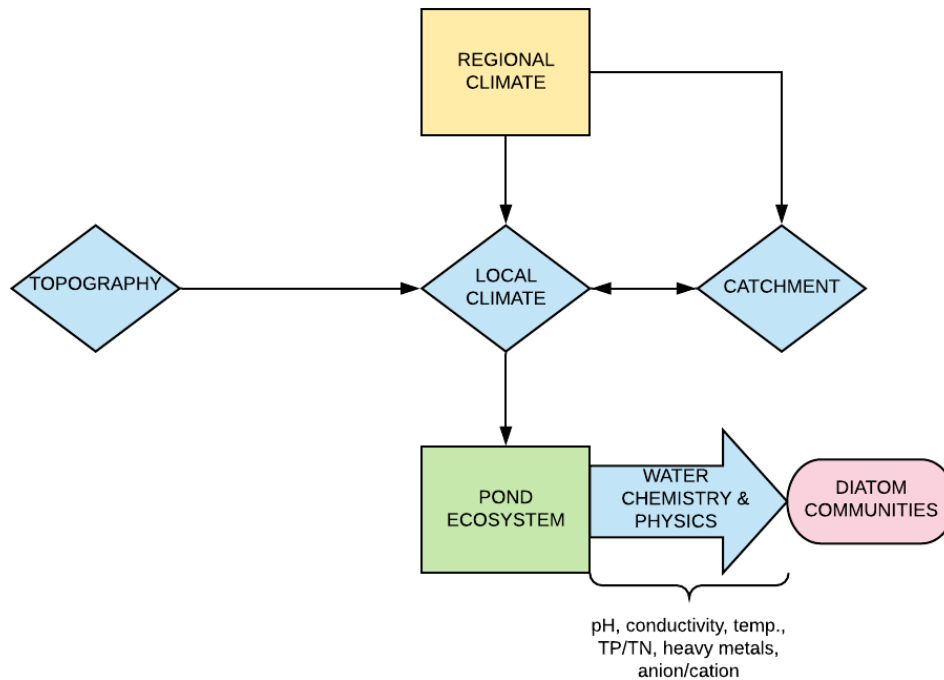 REGIONAL
CLIMATE
TOPOGRAPHY
LOCAL
CLIMATE
CATCHMENT
POND
ECOSYSTEM
WATER
CHEMISTRY &
PHYSICS
DIATOM
COMMUNITIES
pH, conductivity, temp.,
TP/TN, heavy metals,
anion/cation